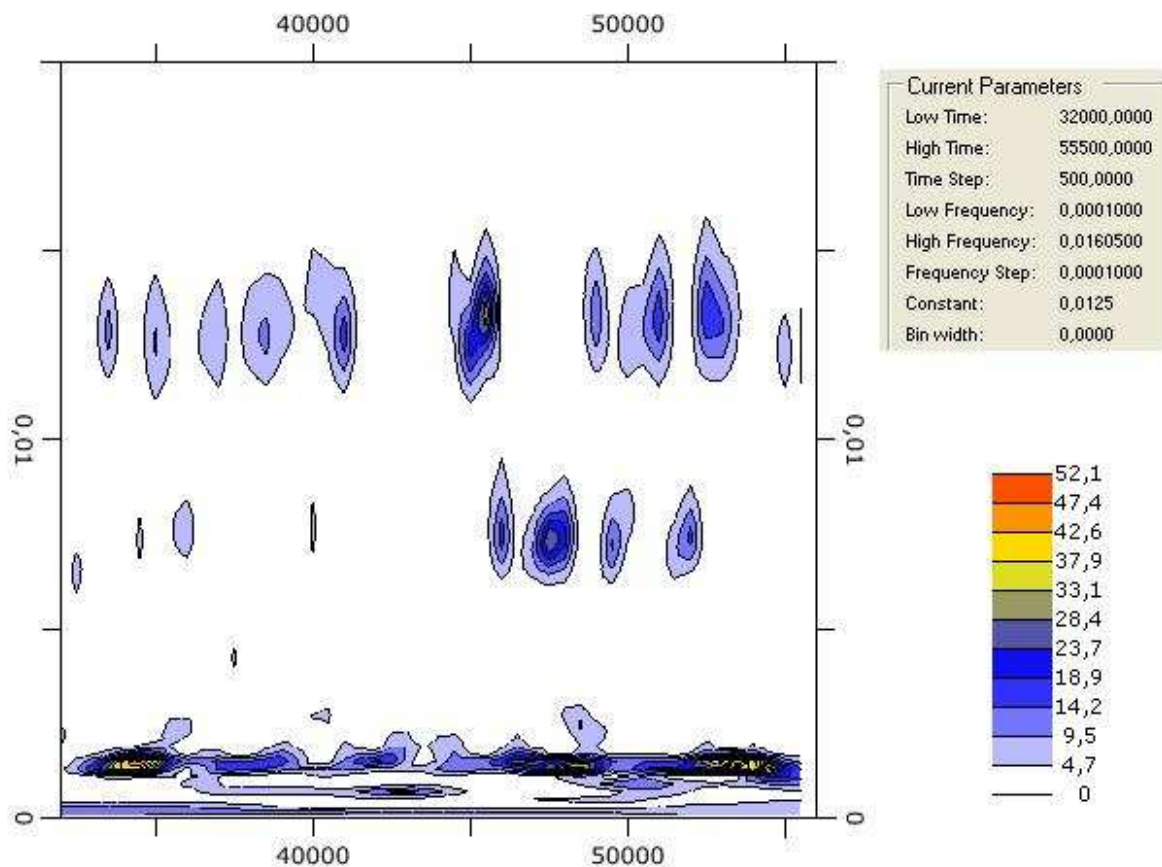 40000 50000
Current Parameters
Low Time: 32000,0000
High Time: 55500,0000
Time Step: 500,0000
Low Frequency: 0,0001000
High Frequency: 0,0160500
Frequency Step: 0,0001000
Constant: 0,0125
Bin width: 0,0000
0,01 0,01
52,1
47,4
42,6
37,9
33,1
28,4
23,7
18,9
14,2
9,5
4,7
0
0 0
40000 50000